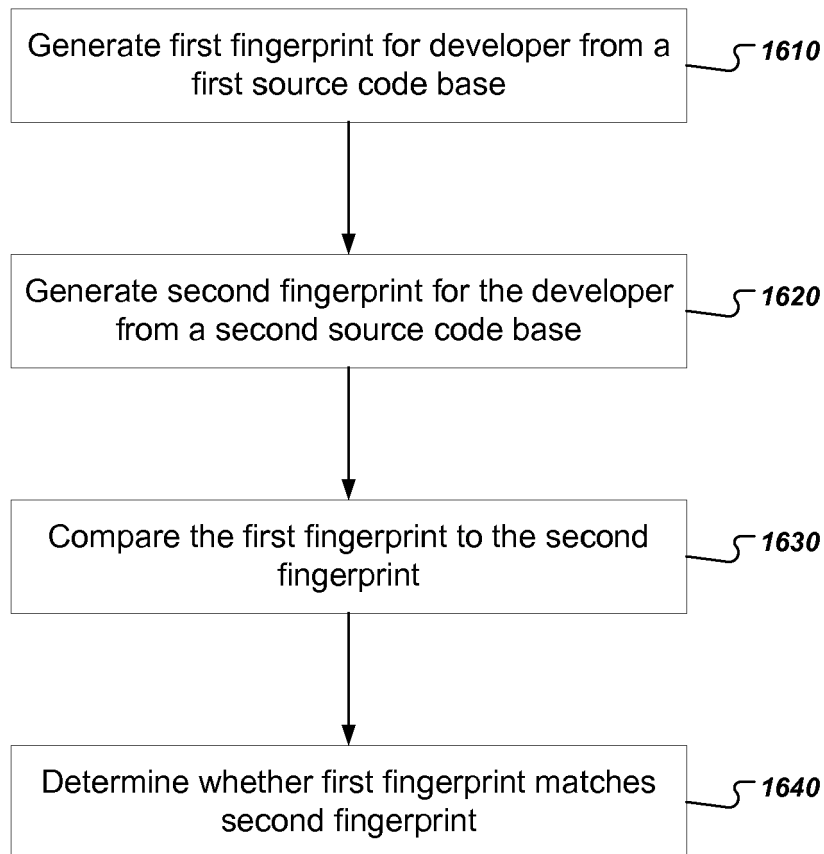 Generate first fingerprint for developer from a
first source code base
1610
Generate second fingerprint for the developer
from a second source code base
1620
Compare the first fingerprint to the second
fingerprint
1630
Determine whether first fingerprint matches
second fingerprint
1640